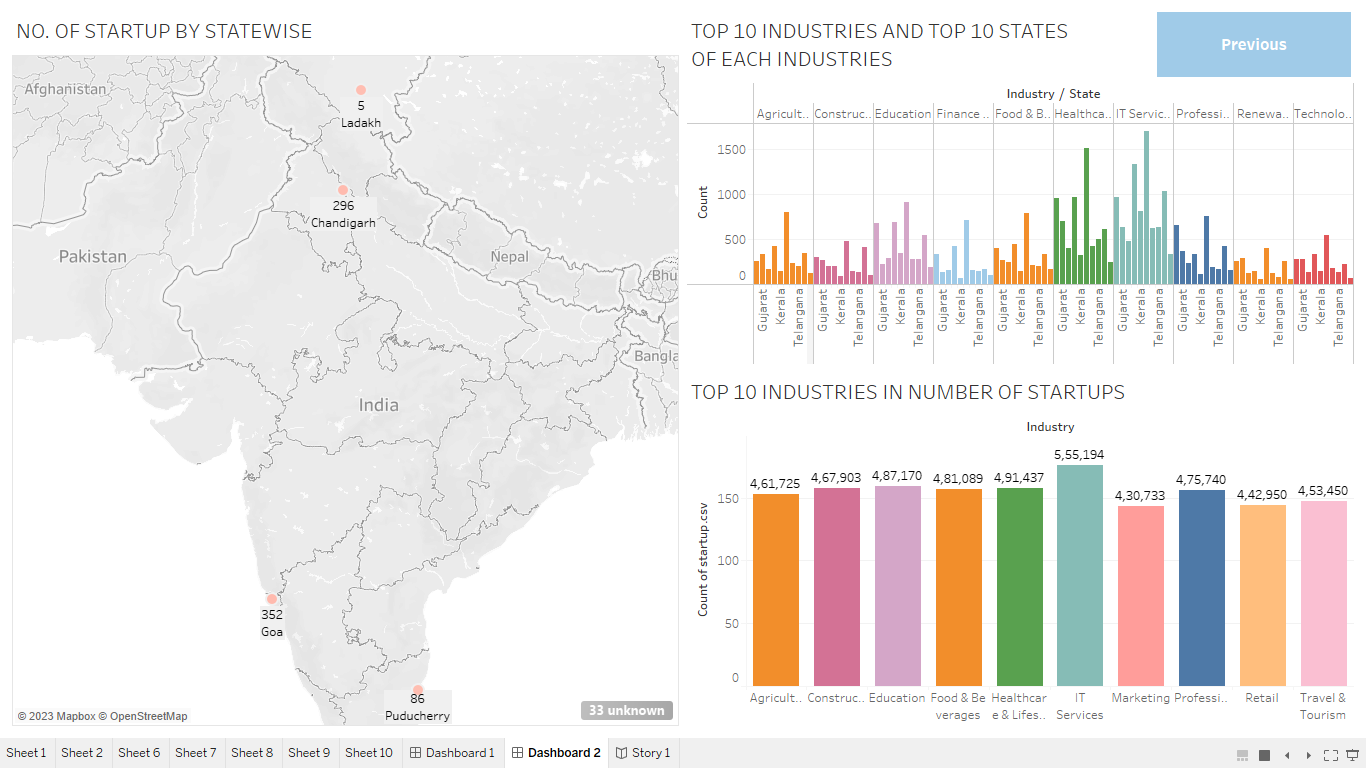 NO. OF STARTUP BY STATEWISE
Afghanistan
5
Ladakh
296
Chandigarh
Pakistan
Nepal
Bhu
Bangla
India
352
Goa
86
Puducherry
© 2023 Mapbox © OpenStreetMap
33 unknown
TOP 10 INDUSTRIES AND TOP 10 STATES
OF EACH INDUSTRIES
Previous
Industry / State
Agricult.. Construc.. Education Finance .. Food & B.. Healthca.. IT Servic.. Professi.. Renewa.. Technolo..
1500
1000
500
0
Count
Gujarat Kerala Telangana Gujarat Kerala Telangana Gujarat Kerala Telangana Gujarat Kerala Telangana Gujarat Kerala Telangana Gujarat Kerala Telangana Gujarat Kerala Telangana Gujarat Kerala Telangana Gujarat Kerala Telangana Gujarat Kerala Telangana
TOP 10 INDUSTRIES IN NUMBER OF STARTUPS
Industry
4,61,725 4,67,903 4,87,170 4,81,089 4,91,437 5,55,194 4,30,733 4,75,740 4,42,950 4,53,450
150
100
50
0
Count of startup.csv
Agricult.. Construc.. Education Food & Be Healthcar IT Marketing Professi.. Retail Travel &
verages e & Lifes.. Services Tourism
Sheet 1 Sheet 2 Sheet 6 Sheet 7 Sheet 8 Sheet 9 Sheet 10 Dashboard 1 Dashboard 2 Story 1